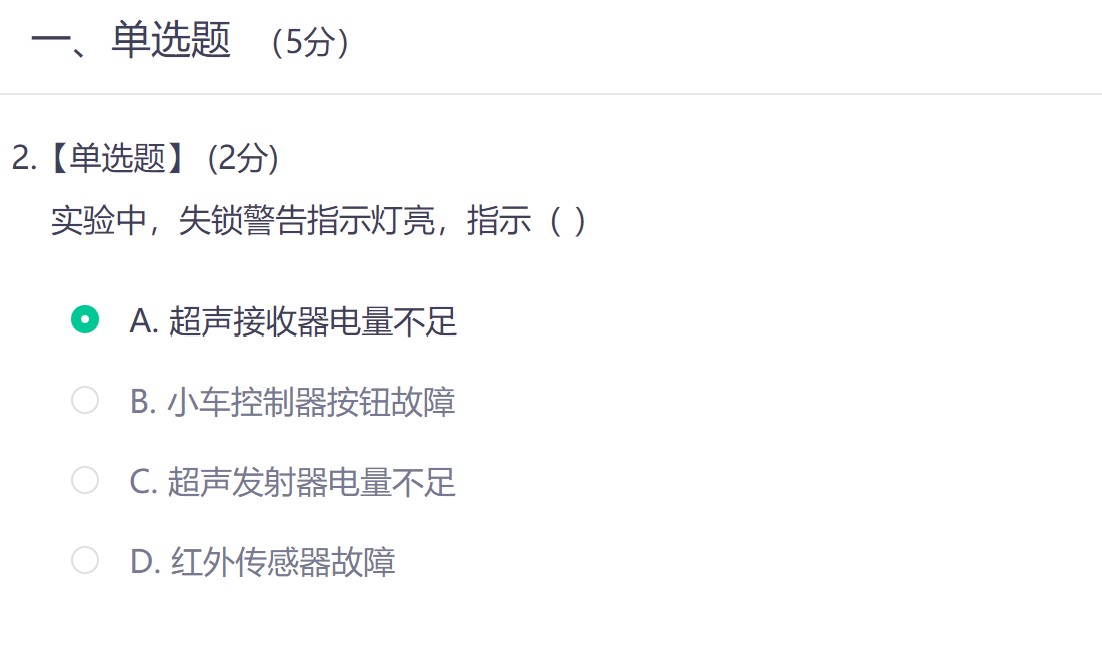 一、单选题 （5分）
2.【单选题】 (2分)
实验中，失锁警告指示灯亮，指示（ ）
A. 超声接收器电量不足
B. 小车控制器按钮故障
C. 超声发射器电量不足
D. 红外传感器故障